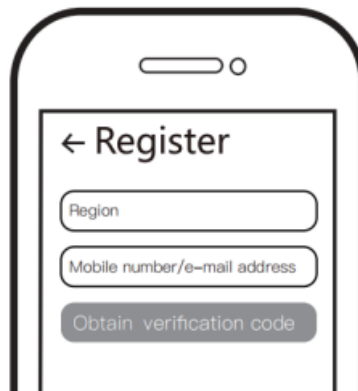 ← Register
Region
Mobile number/e-mail address
Obtain verification code